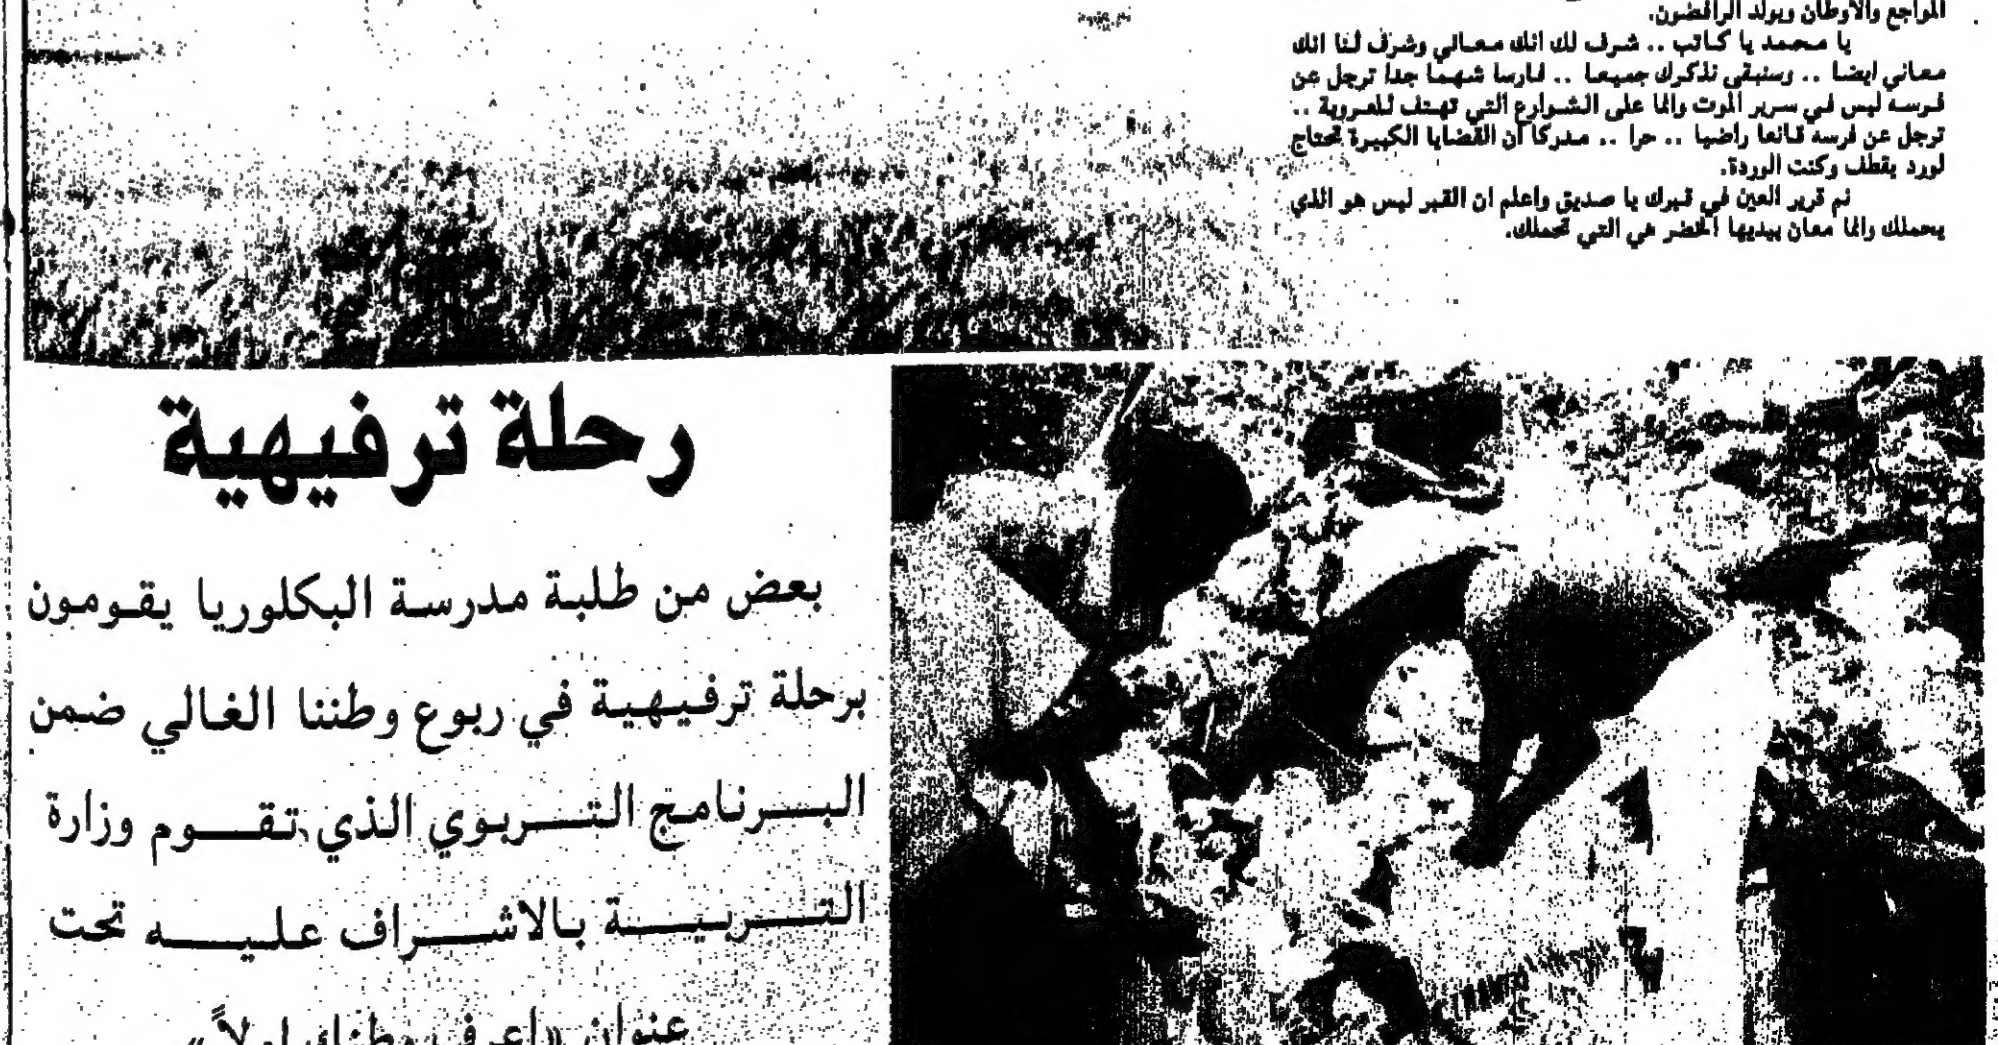 المواجع والأوطان ويولد الرافضون.
يا محمد يا كاتب .. شرف لك انك معاني وشرف لنا انك
معاني ايضا .. وسنبقى نذكرك جميعا .. فارسا شهما جدا ترجل عن
فرسه ليس في سرير الموت وانما على الشوارع التي تهتف للعروبة ..
ترجل عن فرسه قانعا راضيا .. حرا .. مدركا ان القضايا الكبيرة تحتاج
لورد يقطف وكنت الوردة.
نم قرير العين في قبرك يا صديق واعلم ان القبر ليس هو الذي
يحملك وانما معان بيديها الخضر هي التي تحملك.
رحلة ترفيهية
بعض من طلبة مدرسة البكلوريا يقومون
برحلة ترفيهية في ربوع وطننا الغالي ضمن
البرنامج التربوي الذي تقوم وزارة
التربية بالاشراف عليه تحت
عنوان «اعرف وطنك اولاً»